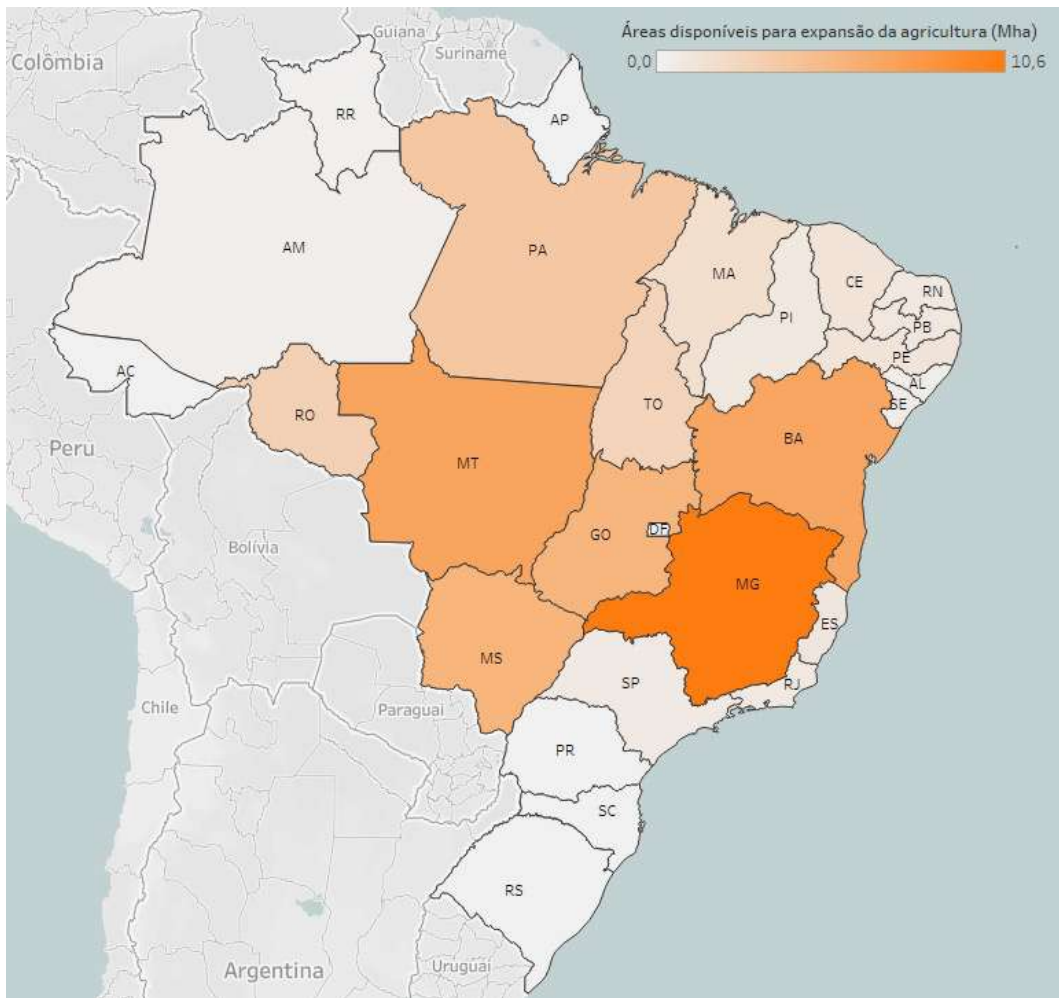 Guiana
Suriname
Colômbia
Áreas disponíveis para expansão da agricultura (Mha)
0,0
10,6
RR
AP
AM
PA
MA
CE
RN
PI
PB
PE
AC
AL
SE
RO
TO
BA
Peru
MT
GO
DF
Bolívia
MG
ES
MS
SP
RJ
Chile
Paraguai
PR
SC
RS
Argentina
Uruguai